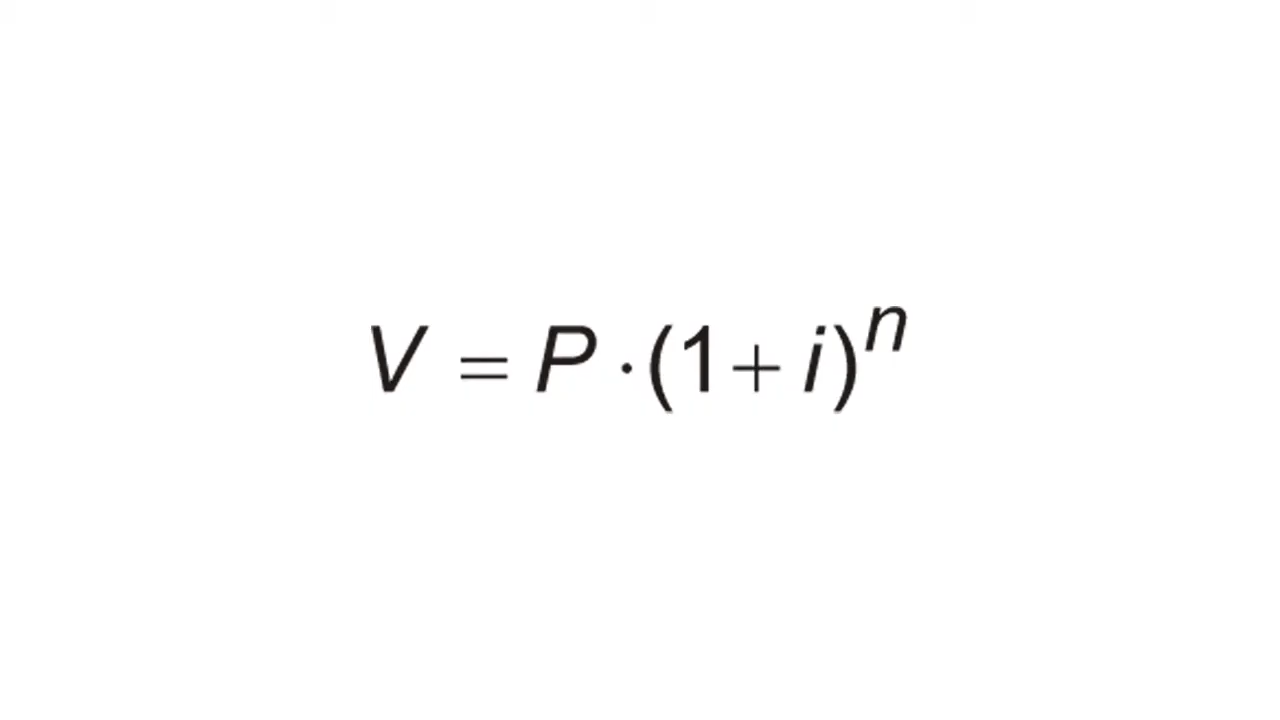 V = P · (1 + i)ⁿ